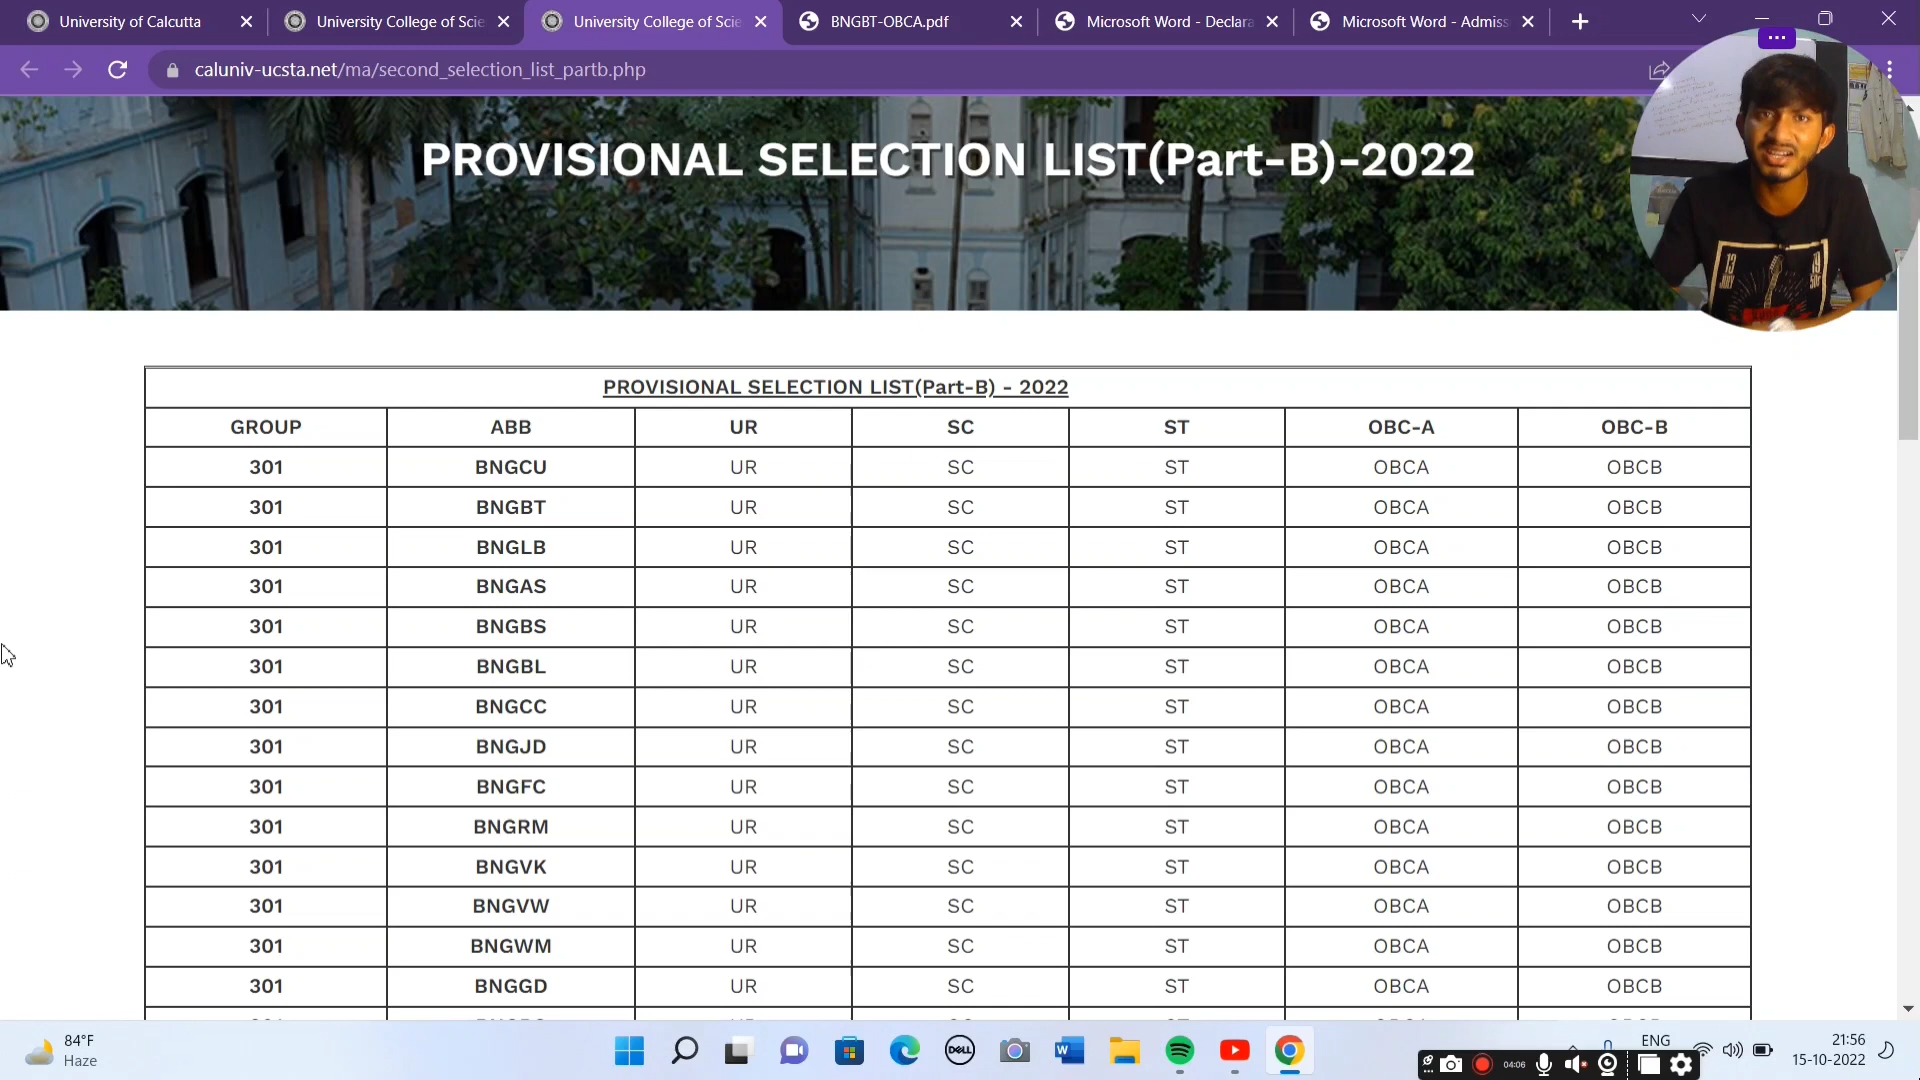 University of Calcutta
University College of Scie
University College of Scie
BNGBT-OBCA.pdf
Microsoft Word - Declara
Microsoft Word - Admiss
caluniv-ucsta.net/ma/second_selection_list_partb.php
PROVISIONAL SELECTION LIST(Part-B)-2022
PROVISIONAL SELECTION LIST(Part-B) - 2022
GROUP ABB UR SC ST OBC-A OBC-B
301 BNGCU UR SC ST OBCA OBCB
301 BNGBT UR SC ST OBCA OBCB
301 BNGLB UR SC ST OBCA OBCB
301 BNGAS UR SC ST OBCA OBCB
301 BNGBS UR SC ST OBCA OBCB
301 BNGBL UR SC ST OBCA OBCB
301 BNGCC UR SC ST OBCA OBCB
301 BNGJD UR SC ST OBCA OBCB
301 BNGFC UR SC ST OBCA OBCB
301 BNGRM UR SC ST OBCA OBCB
301 BNGVK UR SC ST OBCA OBCB
301 BNGVW UR SC ST OBCA OBCB
301 BNGWM UR SC ST OBCA OBCB
301 BNGGD UR SC ST OBCA OBCB
84°F
Haze
DELL
W
ENG
04:06
21:56
15-10-2022